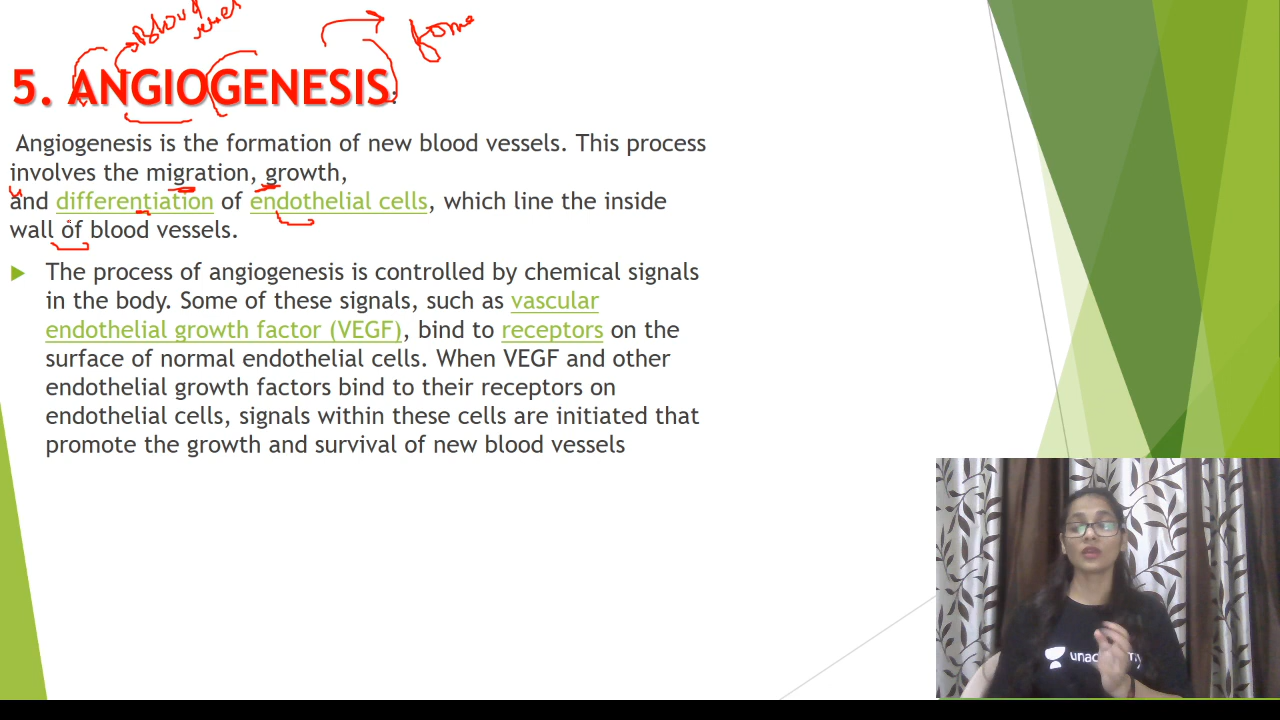 Blood
vessel
5. ANGIOGENESIS:
Angiogenesis is the formation of new blood vessels. This process
involves the migration, growth,
and differentiation of endothelial cells, which line the inside
wall of blood vessels.
The process of angiogenesis is controlled by chemical signals
in the body. Some of these signals, such as vascular
endothelial growth factor (VEGF), bind to receptors on the
surface of normal endothelial cells. When VEGF and other
endothelial growth factors bind to their receptors on
endothelial cells, signals within these cells are initiated that
promote the growth and survival of new blood vessels